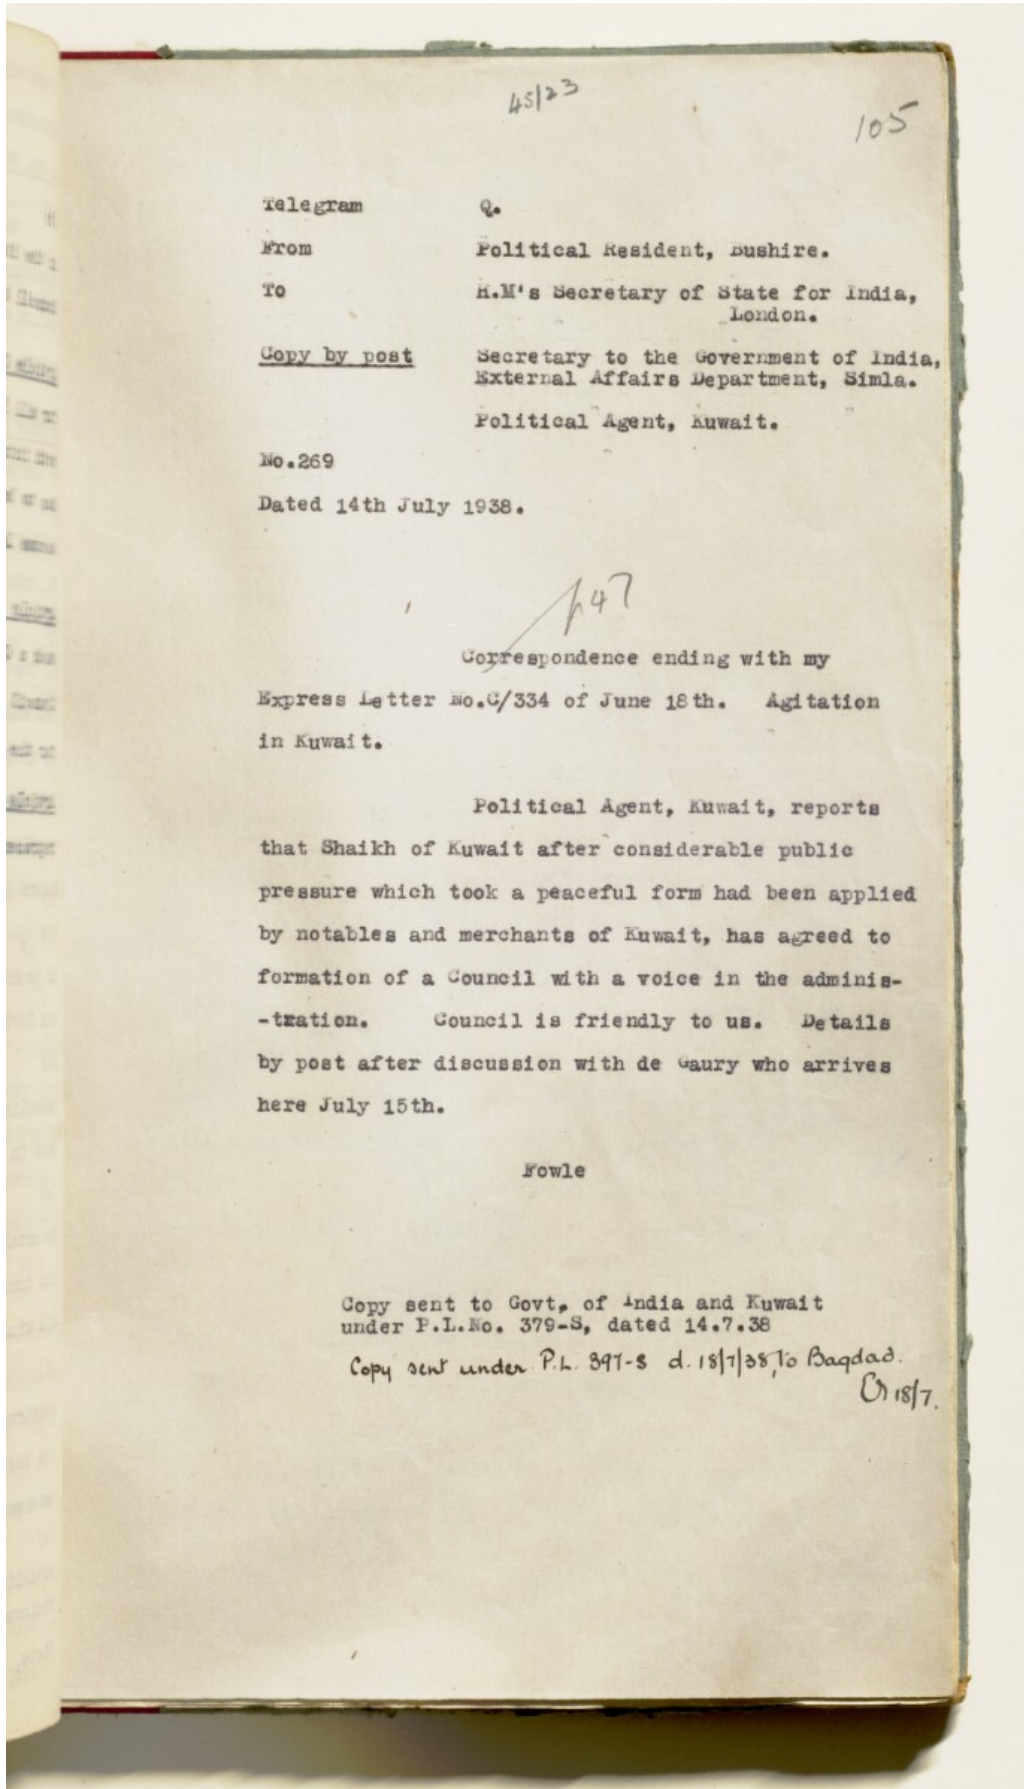 45/23
105
Telegram Q.
From Political Resident, Bushire.
To H.M's Secretary of State for India,
London.
Copy by post Secretary to the Government of India,
External Affairs Department, Simla.
Political Agent, Kuwait.
No.269
Dated 14th July 1938.
p47
Correspondence ending with my
Express Letter No.C/334 of June 18th. Agitation
in Kuwait.
Political Agent, Kuwait, reports
that Shaikh of Kuwait after considerable public
pressure which took a peaceful form had been applied
by notables and merchants of Kuwait, has agreed to
formation of a Council with a voice in the adminis-
-tration. Council is friendly to us. Details
by post after discussion with de Gaury who arrives
here July 15th.
Fowle
Copy sent to Govt. of India and Kuwait
under P.L.No. 379-S, dated 14.7.38
Copy sent under P.L. 397-S d. 18/7/38, to Bagdad.
18/7.